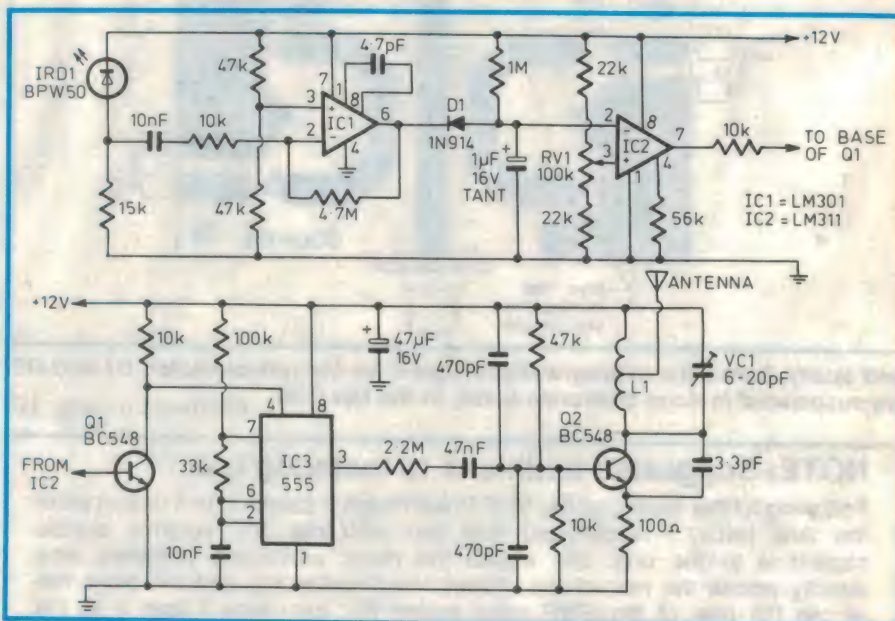 +12V
IRD1
BPW50
10nF
10k
15k
47k
47k
4·7pF
7
1
8
3
2
6
4
IC1
4·7M
D1
1N914
1M
+
1µF
16V
TANT
22k
RV1
100k
22k
2
3
8
7
1
4
IC2
56k
10k
TO BASE
OF Q1
IC1 = LM301
IC2 = LM311
+12V
10k
100k
Q1
BC548
FROM
IC2
33k
10nF
4
8
7
6
2
3
1
IC3
555
+
47µF
16V
2·2M
47nF
470pF
470pF
47k
10k
Q2
BC548
ANTENNA
L1
VC1
6-20pF
3·3pF
100Ω